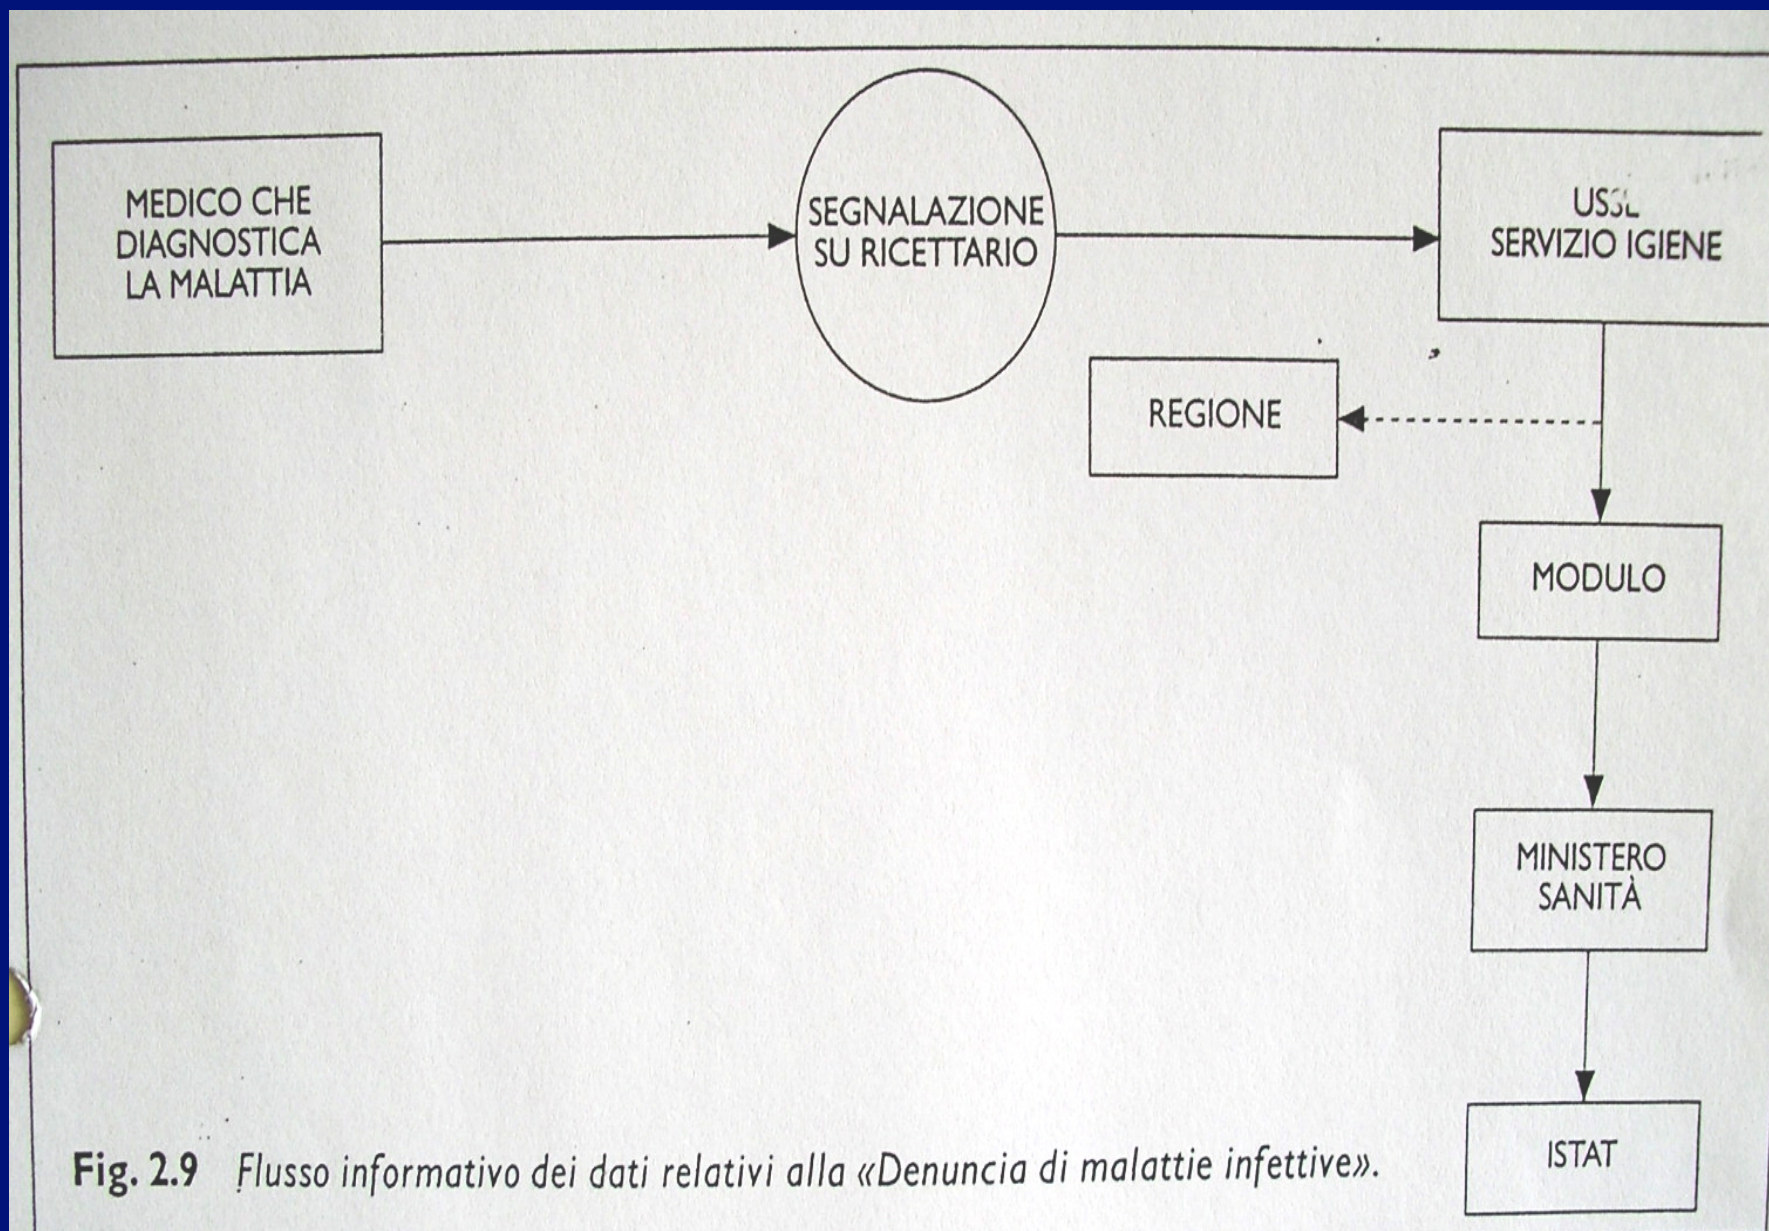 MEDICO CHE
DIAGNOSTICA
LA MALATTIA
SEGNALAZIONE
SU RICETTARIO
USSL
SERVIZIO IGIENE
REGIONE
MODULO
MINISTERO
SANITÀ
ISTAT
Fig. 2.9 Flusso informativo dei dati relativi alla «Denuncia di malattie infettive».